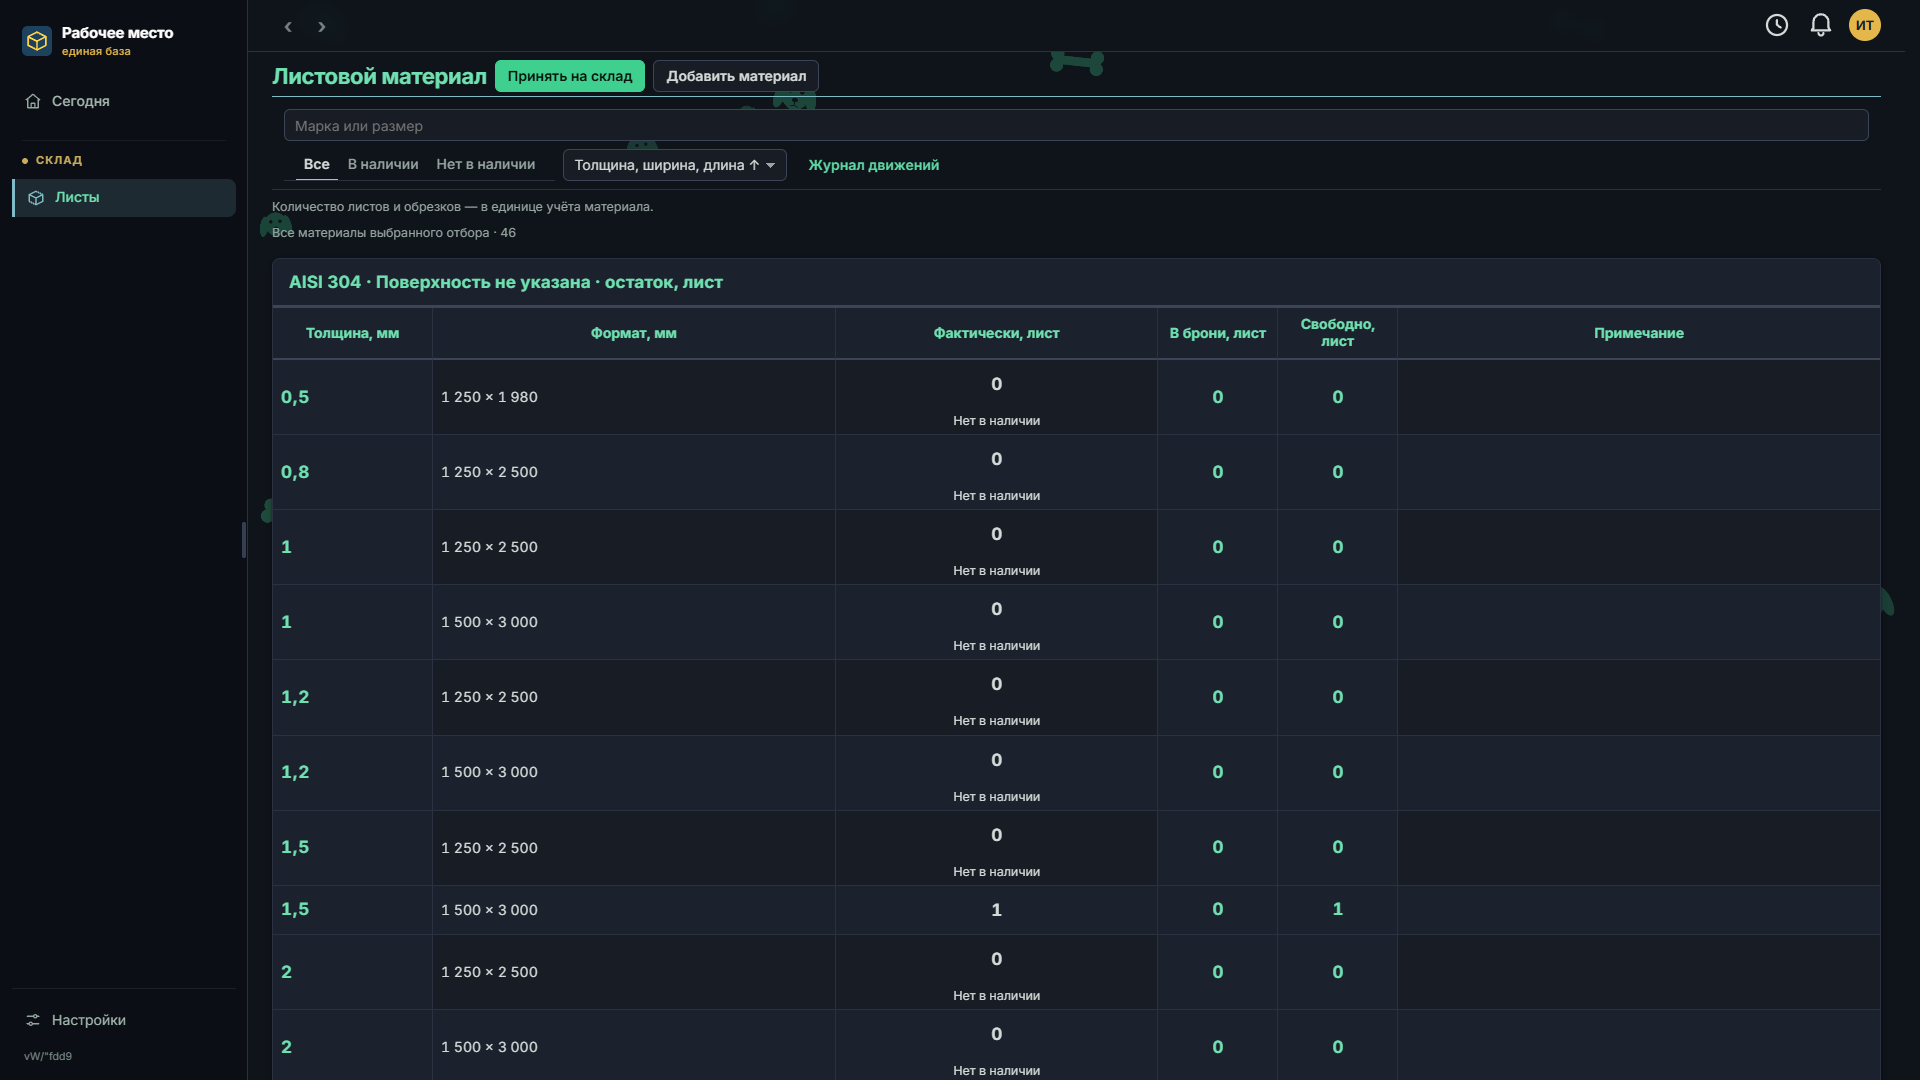 Рабочее место
единая база
Сегодня
СКЛАД
Листы
Настройки
vW/"fdd9
ИТ
Листовой материал
Принять на склад
Добавить материал
Марка или размер
Все
В наличии
Нет в наличии
Толщина, ширина, длина ↑
Журнал движений
Количество листов и обрезков — в единице учёта материала.
Все материалы выбранного отбора · 46
AISI 304 · Поверхность не указана · остаток, лист
Толщина, мм
Формат, мм
Фактически, лист
В брони, лист
Свободно, лист
Примечание
0,5
1 250 × 1 980
0
Нет в наличии
0
0
0,8
1 250 × 2 500
0
Нет в наличии
0
0
1
1 250 × 2 500
0
Нет в наличии
0
0
1
1 500 × 3 000
0
Нет в наличии
0
0
1,2
1 250 × 2 500
0
Нет в наличии
0
0
1,2
1 500 × 3 000
0
Нет в наличии
0
0
1,5
1 250 × 2 500
0
Нет в наличии
0
0
1,5
1 500 × 3 000
1
0
1
2
1 250 × 2 500
0
Нет в наличии
0
0
2
1 500 × 3 000
0
Нет в наличии
0
0